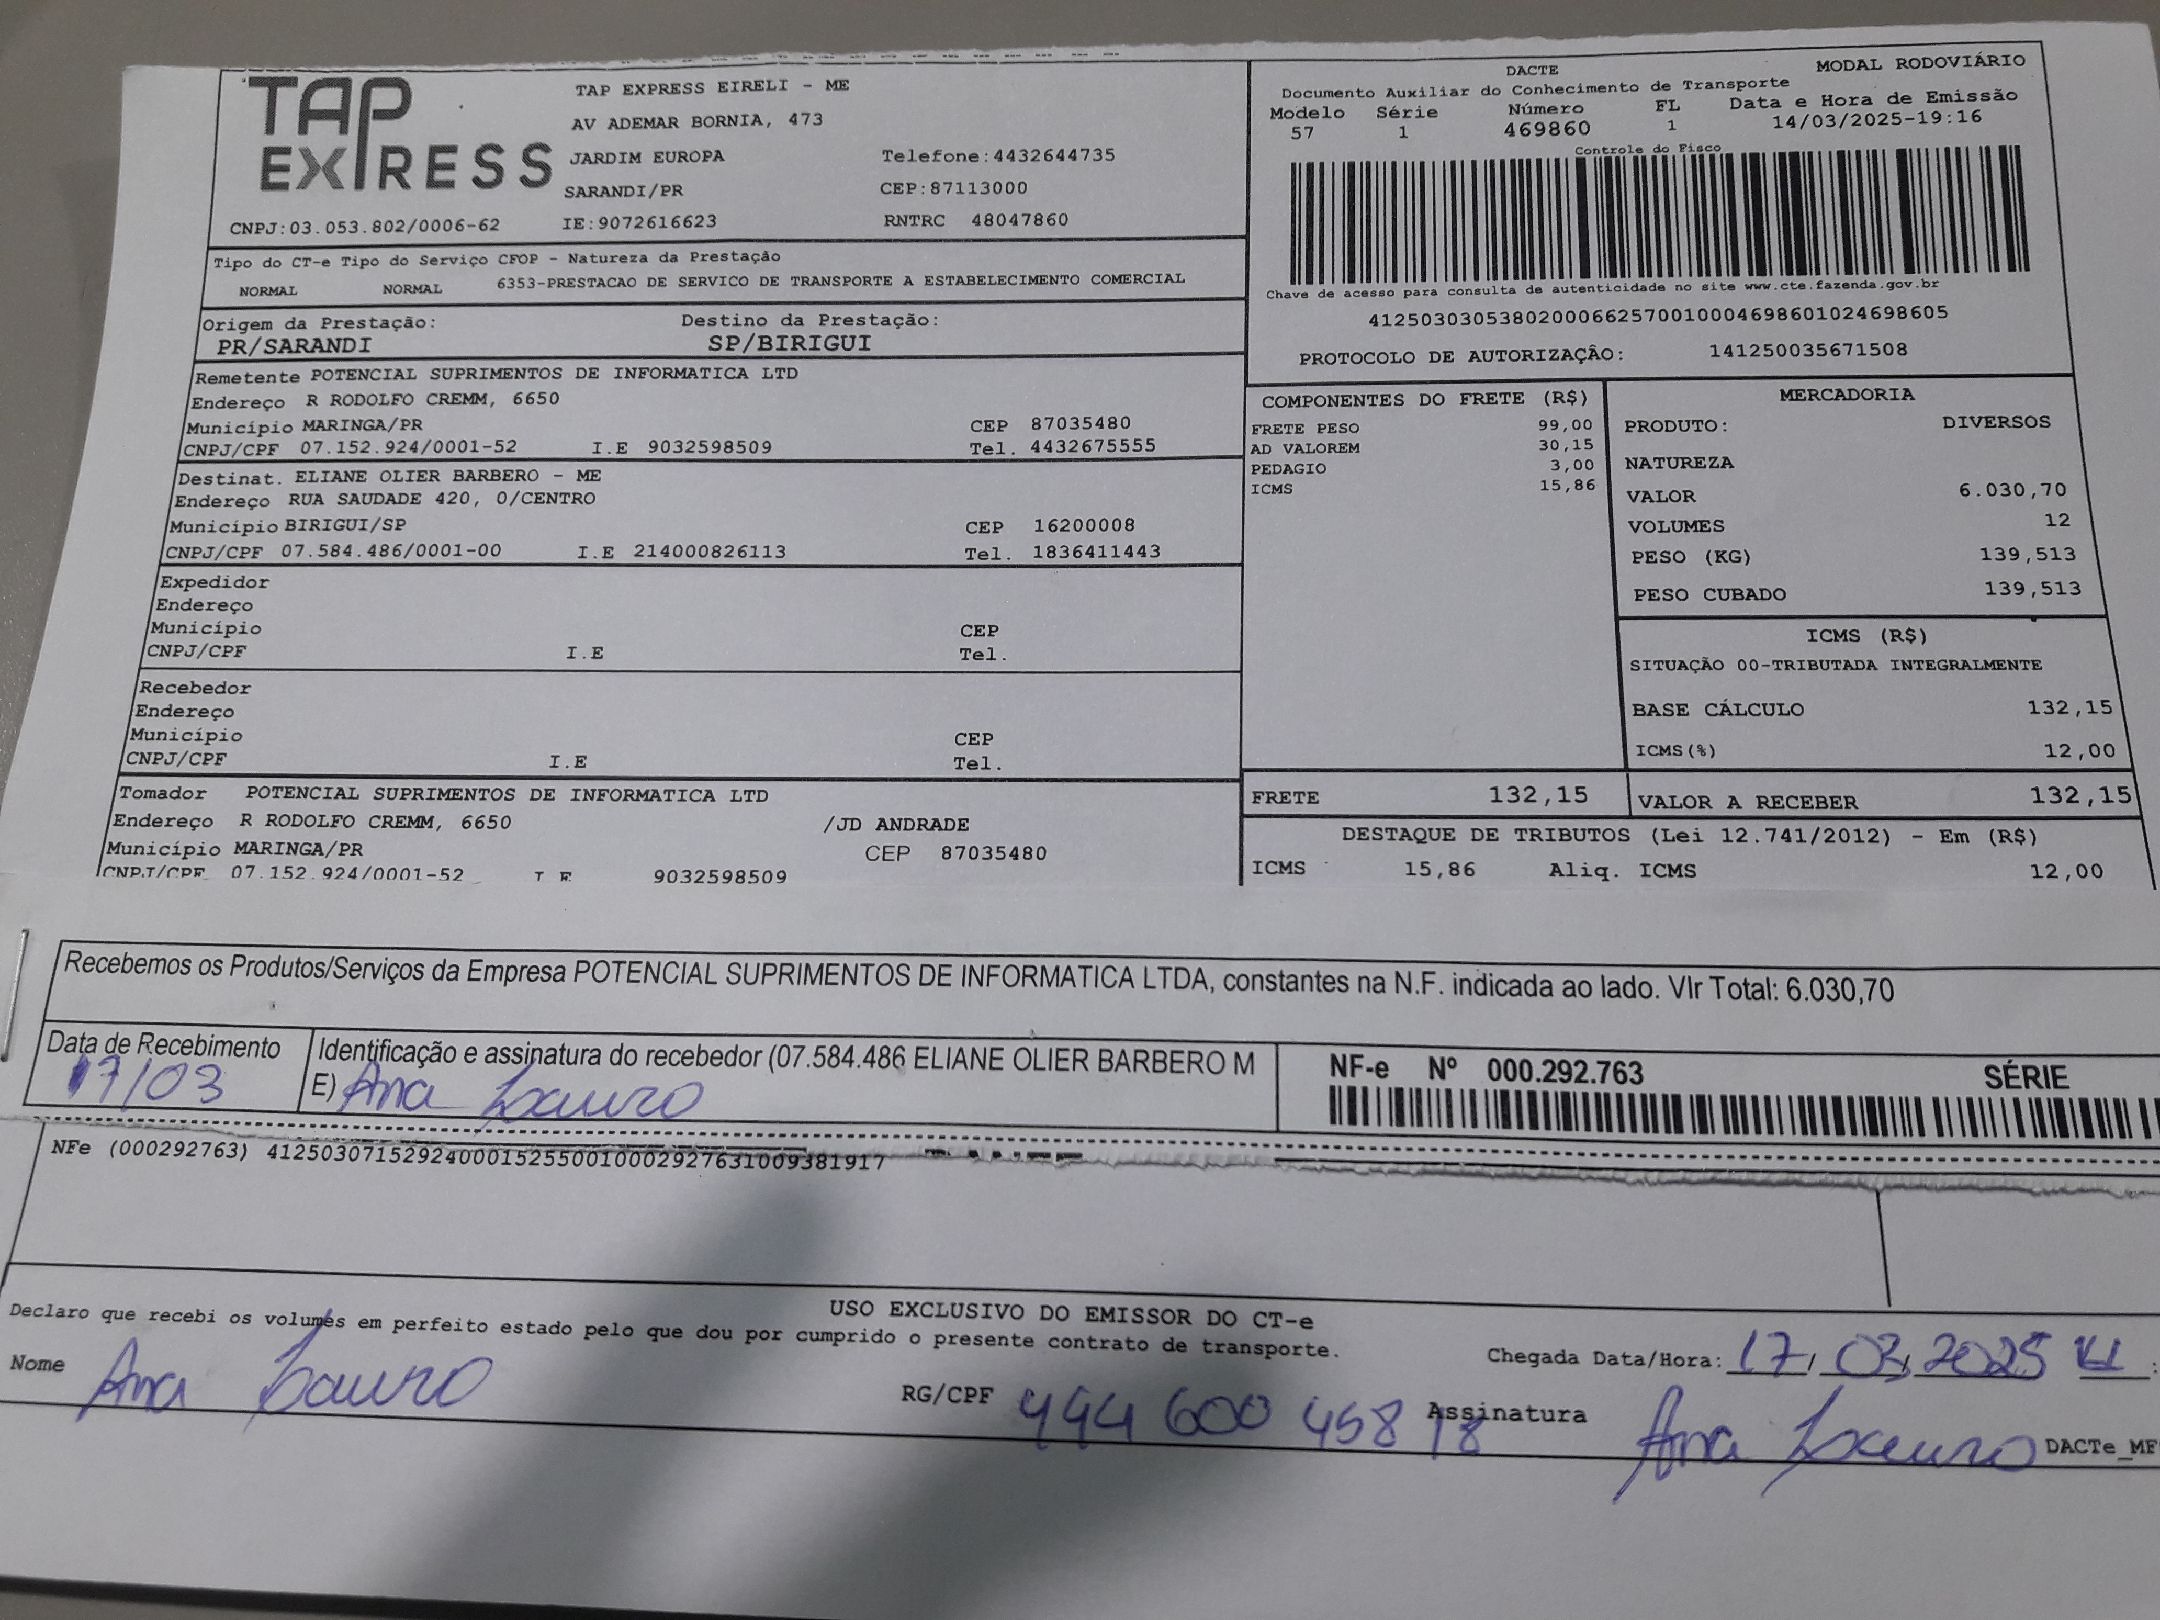 TAP EXPRESS
TAP EXPRESS EIRELI - ME
AV ADEMAR BORNIA, 473
JARDIM EUROPA Telefone:4432644735
SARANDI/PR CEP:87113000
CNPJ:03.053.802/0006-62 IE:9072616623 RNTRC 48047860
DACTE MODAL RODOVIÁRIO
Documento Auxiliar do Conhecimento de Transporte
Modelo Série Número FL Data e Hora de Emissão
57 1 469860 1 14/03/2025-19:16
Controle do Fisco
Chave de acesso para consulta de autenticidade no site www.cte.fazenda.gov.br
41250303053802000662570010004698601024698605
PROTOCOLO DE AUTORIZAÇÃO: 141250035671508
Tipo do CT-e Tipo do Serviço CFOP - Natureza da Prestação
NORMAL NORMAL 6353-PRESTACAO DE SERVICO DE TRANSPORTE A ESTABELECIMENTO COMERCIAL
Origem da Prestação: Destino da Prestação:
PR/SARANDI SP/BIRIGUI
Remetente POTENCIAL SUPRIMENTOS DE INFORMATICA LTD
Endereço R RODOLFO CREMM, 6650
Município MARINGA/PR CEP 87035480
CNPJ/CPF 07.152.924/0001-52 I.E 9032598509 Tel. 4432675555
Destinat. ELIANE OLIER BARBERO - ME
Endereço RUA SAUDADE 420, 0/CENTRO
Município BIRIGUI/SP CEP 16200008
CNPJ/CPF 07.584.486/0001-00 I.E 214000826113 Tel. 1836411443
Expedidor
Endereço
Município CEP
CNPJ/CPF I.E Tel.
Recebedor
Endereço
Município CEP
CNPJ/CPF I.E Tel.
Tomador POTENCIAL SUPRIMENTOS DE INFORMATICA LTD
Endereço R RODOLFO CREMM, 6650 /JD ANDRADE
Município MARINGA/PR CEP 87035480
CNPJ/CPF 07.152.924/0001-52 I.E 9032598509
COMPONENTES DO FRETE (R$)
FRETE PESO 99,00
AD VALOREM 30,15
PEDAGIO 3,00
ICMS 15,86
MERCADORIA
PRODUTO: DIVERSOS
NATUREZA
VALOR 6.030,70
VOLUMES 12
PESO (KG) 139,513
PESO CUBADO 139,513
ICMS (R$)
SITUAÇÃO 00-TRIBUTADA INTEGRALMENTE
BASE CÁLCULO 132,15
ICMS(%) 12,00
FRETE 132,15 VALOR A RECEBER 132,15
DESTAQUE DE TRIBUTOS (Lei 12.741/2012) - Em (R$)
ICMS 15,86 Aliq. ICMS 12,00
Recebemos os Produtos/Serviços da Empresa POTENCIAL SUPRIMENTOS DE INFORMATICA LTDA, constantes na N.F. indicada ao lado. Vlr Total: 6.030,70
Data de Recebimento Identificação e assinatura do recebedor (07.584.486 ELIANE OLIER BARBERO M
17/03 E) Ana Lauro
NF-e Nº 000.292.763 SÉRIE
NFe (000292763) 41250307152924000152550010002927631009381917
USO EXCLUSIVO DO EMISSOR DO CT-e
Declaro que recebi os volumes em perfeito estado pelo que dou por cumprido o presente contrato de transporte.
Chegada Data/Hora: 17/03/2025 :
Nome Ana Lauro RG/CPF 444 600 458 18 Assinatura Ana Lauro DACTe_MF